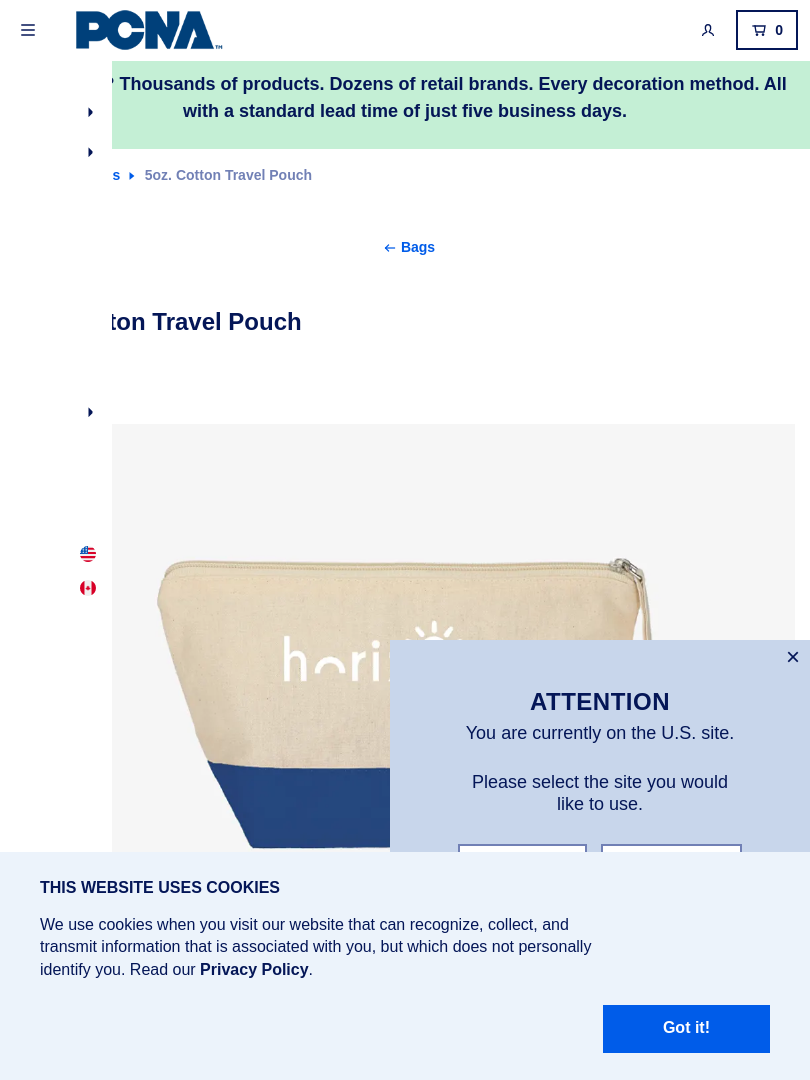 PCNA™
0
? Thousands of products. Dozens of retail brands. Every decoration method. All
with a standard lead time of just five business days.
s
5oz. Cotton Travel Pouch
Bags
ton Travel Pouch
hori
ATTENTION
You are currently on the U.S. site.
Please select the site you would
like to use.
THIS WEBSITE USES COOKIES
We use cookies when you visit our website that can recognize, collect, and
transmit information that is associated with you, but which does not personally
identify you. Read our Privacy Policy.
Got it!